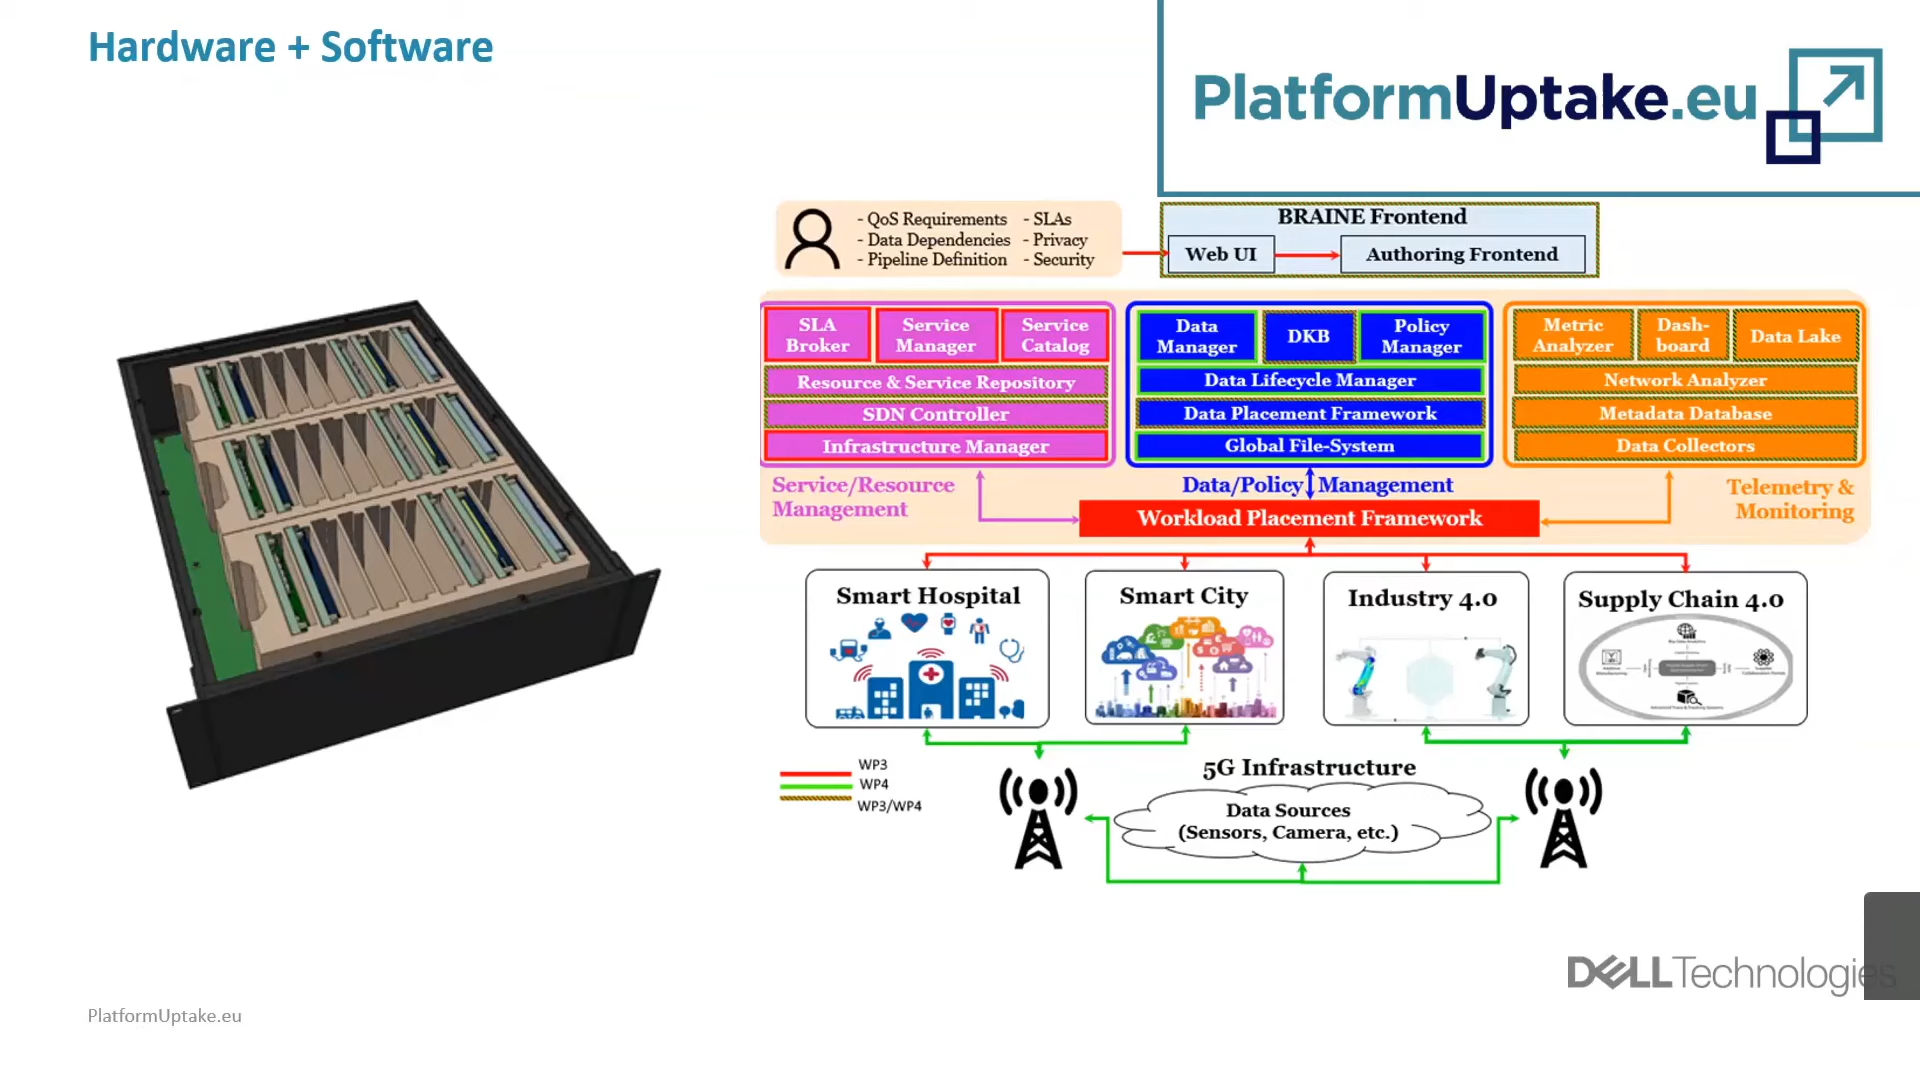 Hardware + Software
PlatformUptake.eu
- QoS Requirements - SLAs
- Data Dependencies - Privacy
- Pipeline Definition - Security
BRAINE Frontend
Web UI
Authoring Frontend
SLA
Broker
Service
Manager
Service
Catalog
Resource & Service Repository
SDN Controller
Infrastructure Manager
Service/Resource
Management
Data
Manager
DKB
Policy
Manager
Data Lifecycle Manager
Data Placement Framework
Global File-System
Data/Policy Management
Metric
Analyzer
Dash-
board
Data Lake
Network Analyzer
Metadata Database
Data Collectors
Telemetry &
Monitoring
Workload Placement Framework
Smart Hospital
Smart City
Industry 4.0
Supply Chain 4.0
WP3
WP4
WP3/WP4
5G Infrastructure
Data Sources
(Sensors, Camera, etc.)
DELL Technologies
PlatformUptake.eu